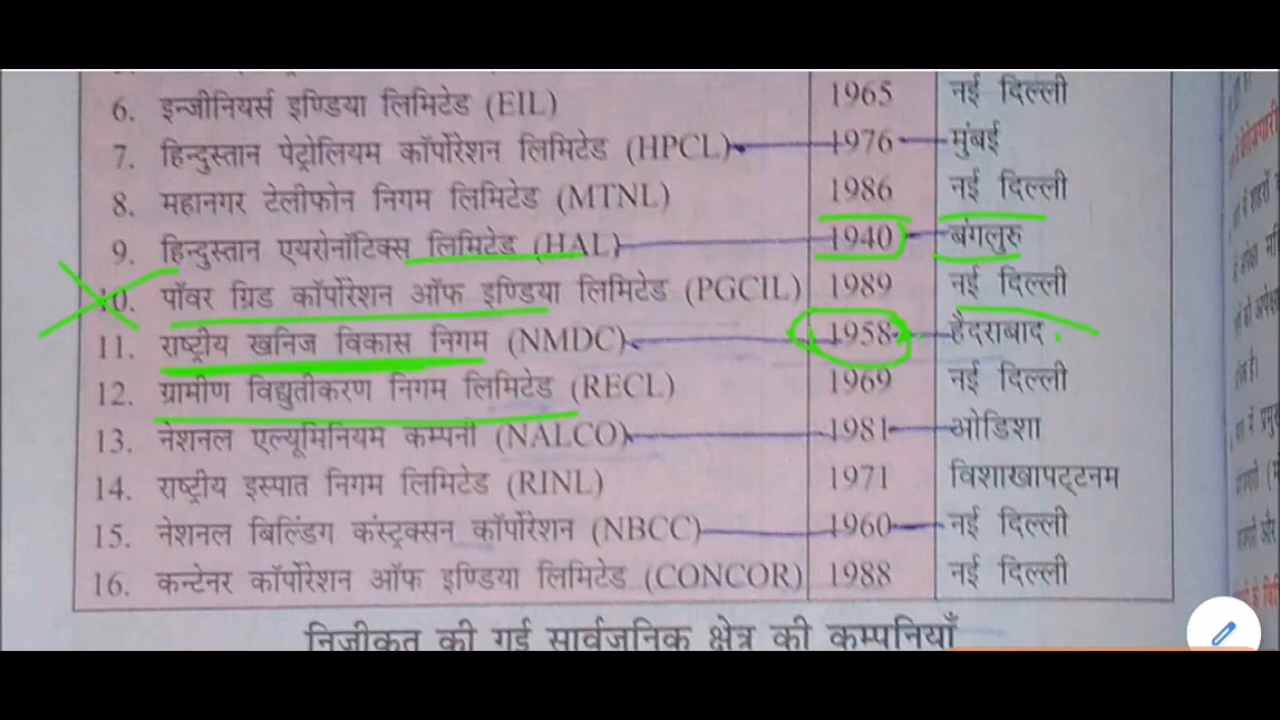 6. इन्जीनियर्स इण्डिया लिमिटेड (EIL) 1965 नई दिल्ली
7. हिन्दुस्तान पेट्रोलियम कॉर्पोरेशन लिमिटेड (HPCL) 1976 मुंबई
8. महानगर टेलीफोन निगम लिमिटेड (MTNL) 1986 नई दिल्ली
9. हिन्दुस्तान एयरोनॉटिक्स लिमिटेड (HAL) 1940 बंगलुरु
10. पॉवर ग्रिड कॉर्पोरेशन ऑफ इण्डिया लिमिटेड (PGCIL) 1989 नई दिल्ली
11. राष्ट्रीय खनिज विकास निगम (NMDC) 1958 हैदराबाद
12. ग्रामीण विद्युतीकरण निगम लिमिटेड (RECL) 1969 नई दिल्ली
13. नेशनल एल्यूमिनियम कम्पनी (NALCO) 1981 ओडिशा
14. राष्ट्रीय इस्पात निगम लिमिटेड (RINL) 1971 विशाखापट्टनम
15. नेशनल बिल्डिंग कंस्ट्रक्सन कॉर्पोरेशन (NBCC) 1960 नई दिल्ली
16. कन्टेनर कॉर्पोरेशन ऑफ इण्डिया लिमिटेड (CONCOR) 1988 नई दिल्ली
निजीकृत की गई सार्वजनिक क्षेत्र की कम्पनियाँ